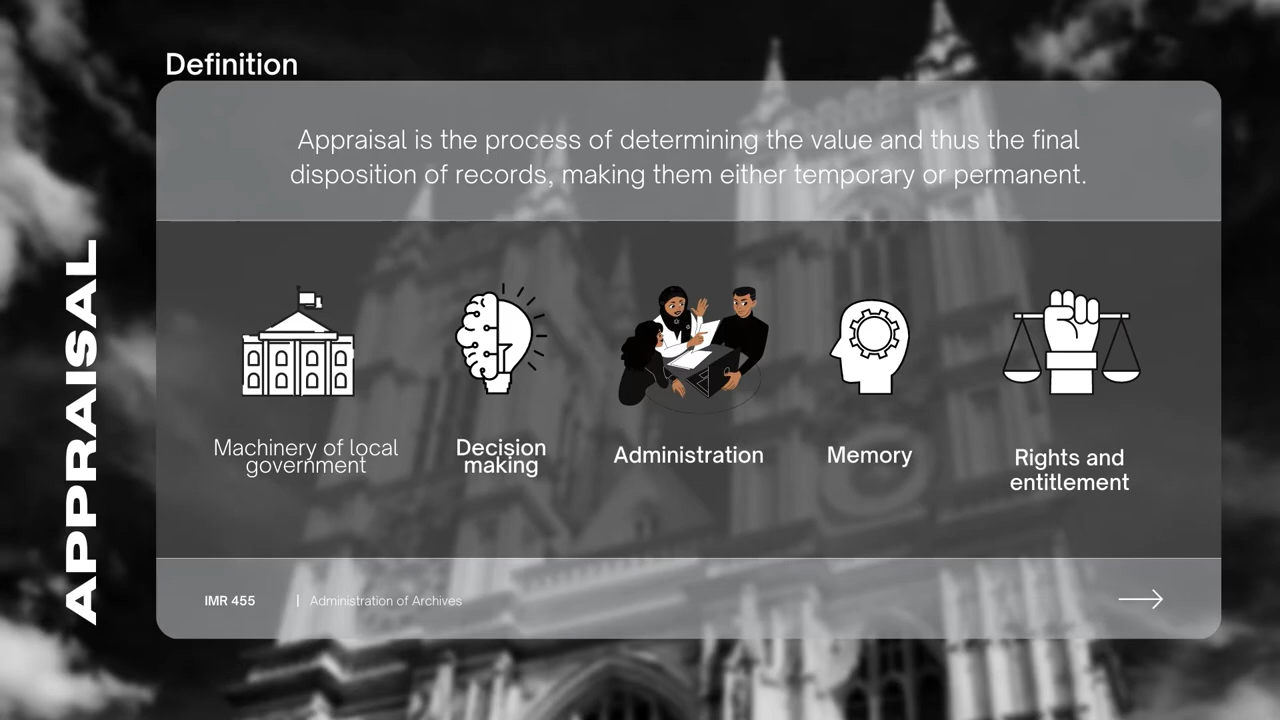 Definition
APPRAISAL
Appraisal is the process of determining the value and thus the final
disposition of records, making them either temporary or permanent.
Machinery of local
government
Decision
making
Administration
Memory
Rights and
entitlement
IMR 455 | Administration of Archives